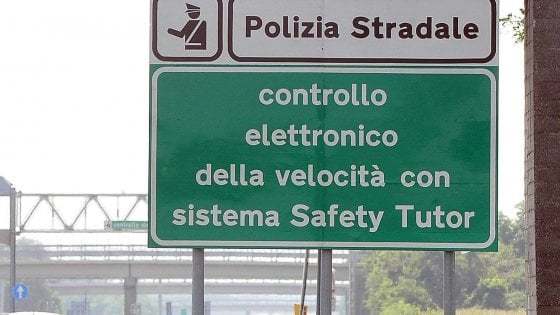 Polizia Stradale
controllo
elettronico
della velocità con
sistema Safety Tutor